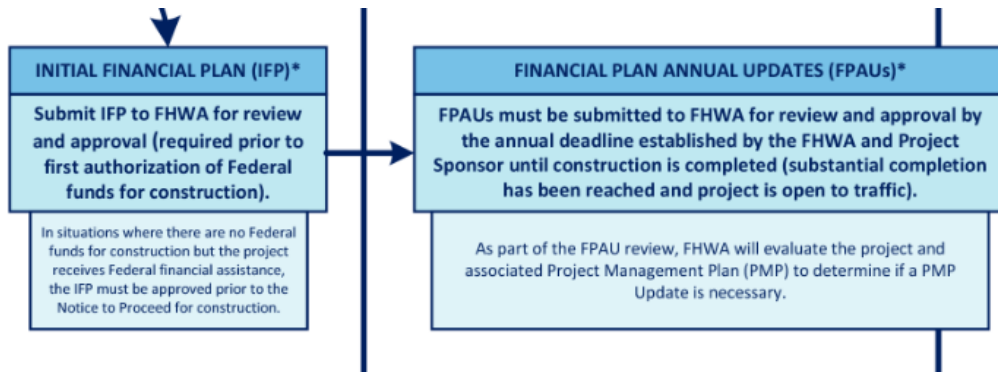 INITIAL FINANCIAL PLAN (IFP)*
Submit IFP to FHWA for review
and approval (required prior to
first authorization of Federal
funds for construction).
In situations where there are no Federal
funds for construction but the project
receives Federal financial assistance,
the IFP must be approved prior to the
Notice to Proceed for construction.
FINANCIAL PLAN ANNUAL UPDATES (FPAUs)*
FPAUs must be submitted to FHWA for review and approval by
the annual deadline established by the FHWA and Project
Sponsor until construction is completed (substantial completion
has been reached and project is open to traffic).
As part of the FPAU review, FHWA will evaluate the project and
associated Project Management Plan (PMP) to determine if a PMP
Update is necessary.